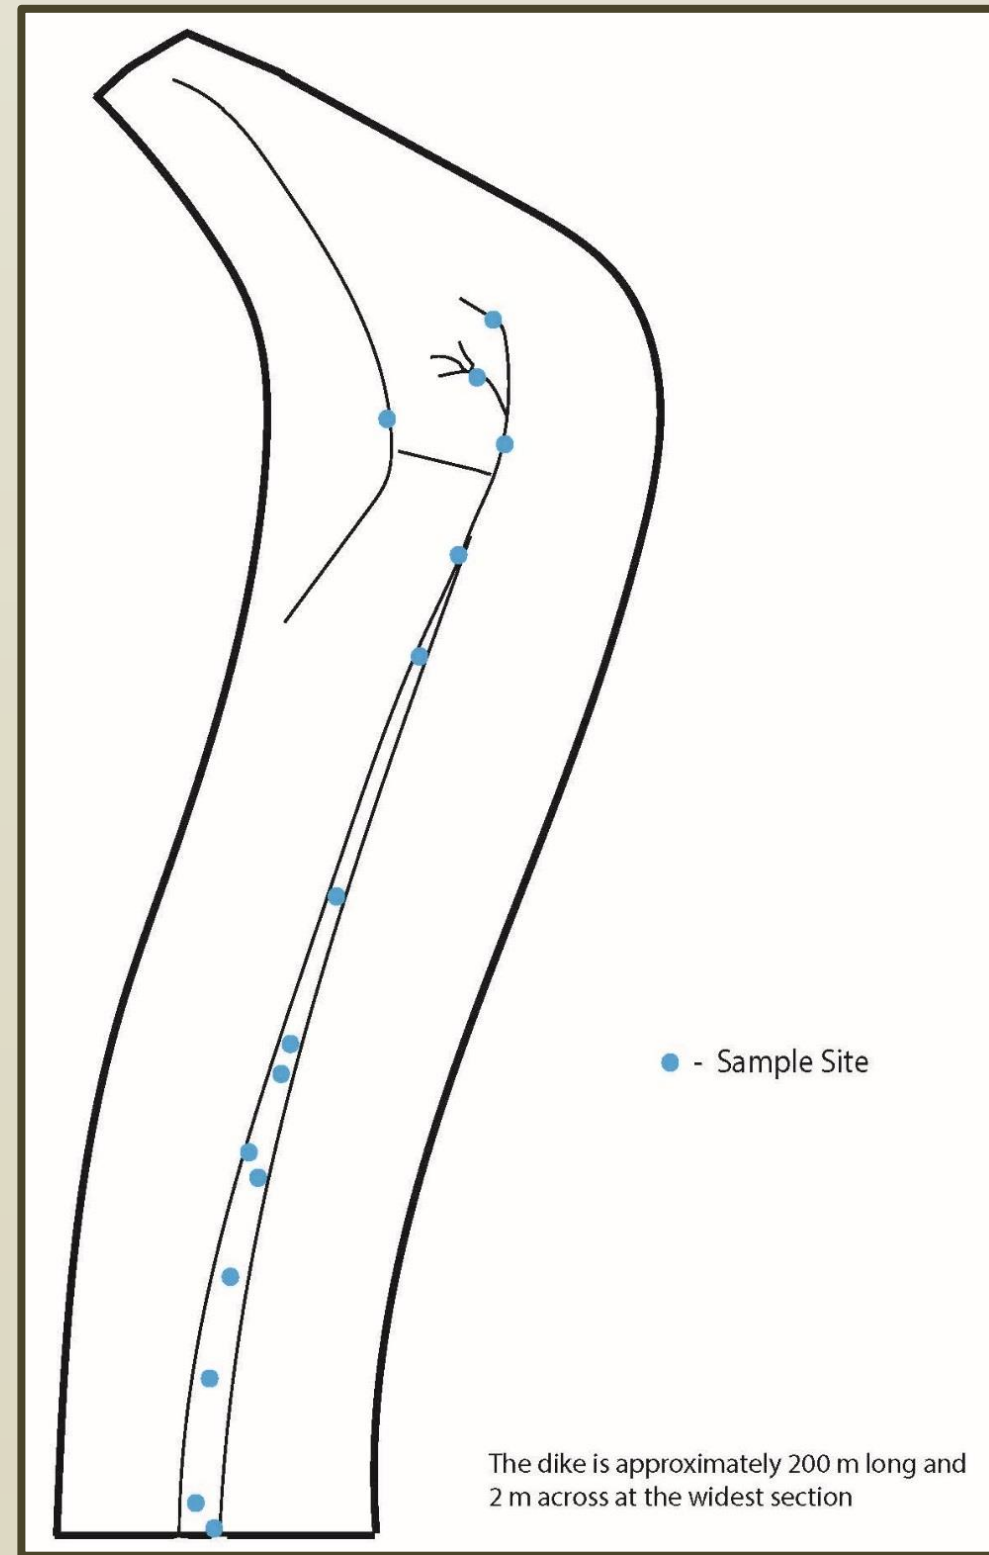 - Sample Site
The dike is approximately 200 m long and
2 m across at the widest section